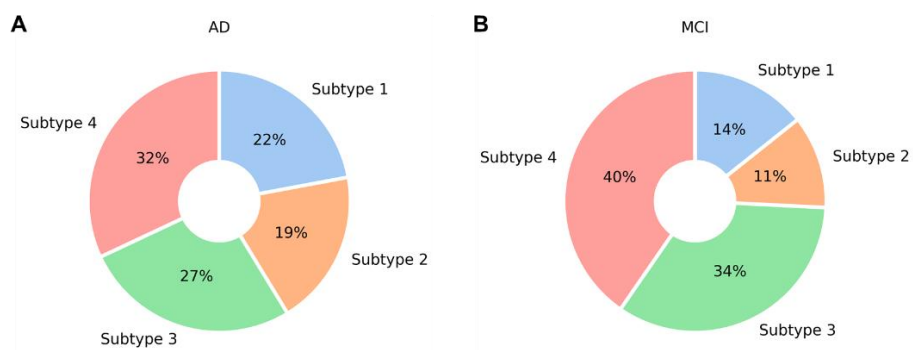 A
AD
Subtype 1
22%
Subtype 2
19%
Subtype 3
27%
Subtype 4
32%
B
MCI
Subtype 1
14%
Subtype 2
11%
Subtype 3
34%
Subtype 4
40%